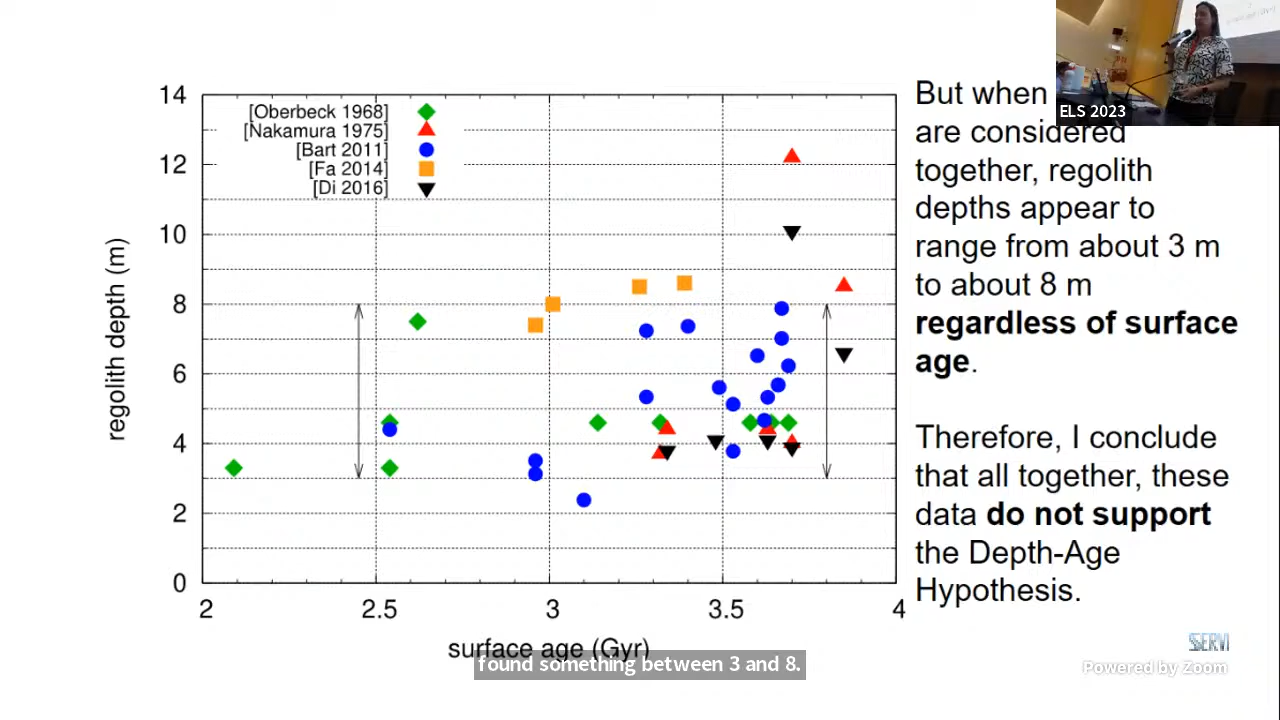 14
12
10
8
6
4
2
0
regolith depth (m)
[Oberbeck 1968]
[Nakamura 1975]
[Bart 2011]
[Fa 2014]
[Di 2016]
2
2.5
3
3.5
4
surface age (Gyr)
But when
are considered
together, regolith
depths appear to
range from about 3 m
to about 8 m
regardless of surface
age.
Therefore, I conclude
that all together, these
data do not support
the Depth-Age
Hypothesis.
ELS 2023
found something between 3 and 8.
Powered by Zoom